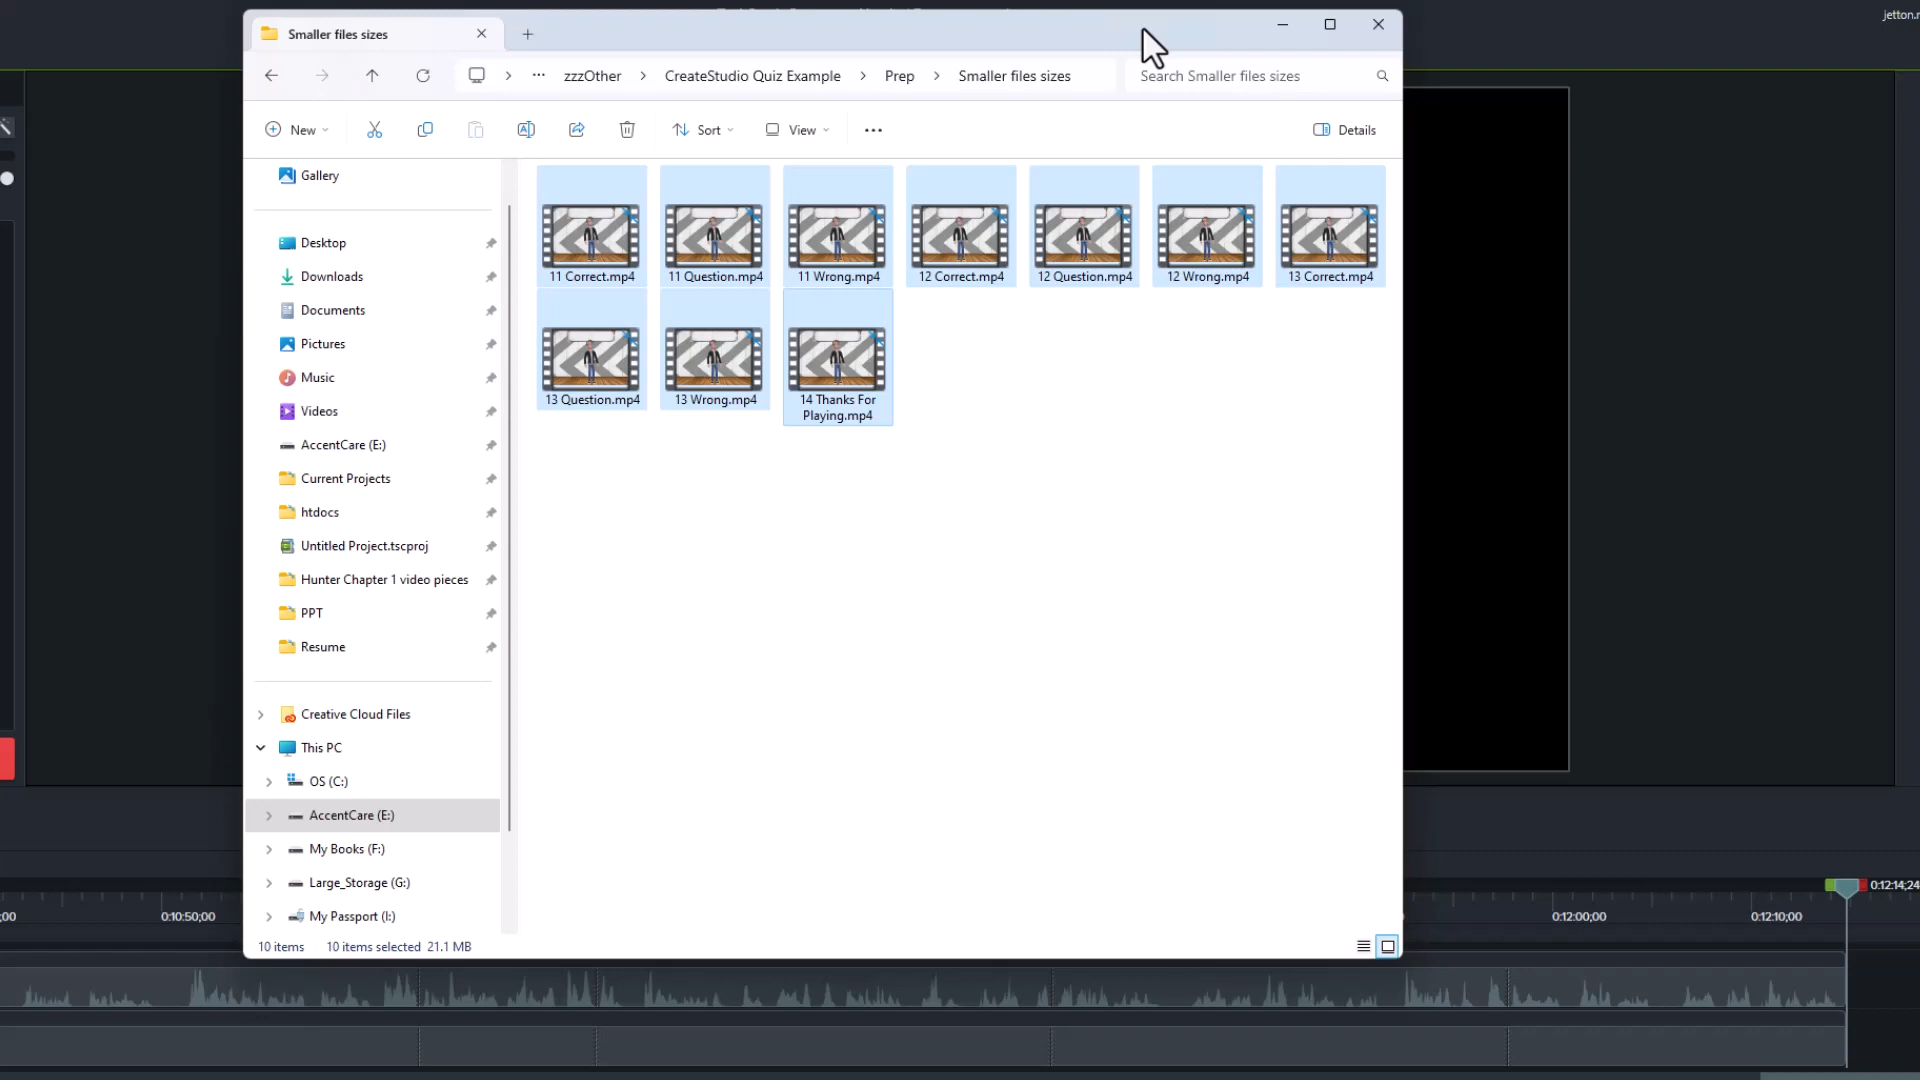 jetton.r
Smaller files sizes
zzzOther
CreateStudio Quiz Example
Prep
Smaller files sizes
Search Smaller files sizes
New
Sort
View
Details
Gallery
Desktop
Downloads
Documents
Pictures
Music
Videos
AccentCare (E:)
Current Projects
htdocs
Untitled Project.tscproj
Hunter Chapter 1 video pieces
PPT
Resume
Creative Cloud Files
This PC
OS (C:)
AccentCare (E:)
My Books (F:)
Large_Storage (G:)
My Passport (I:)
11 Correct.mp4
11 Question.mp4
11 Wrong.mp4
12 Correct.mp4
12 Question.mp4
12 Wrong.mp4
13 Correct.mp4
13 Question.mp4
13 Wrong.mp4
14 Thanks For
Playing.mp4
10 items
10 items selected 21.1 MB
0:12:14;24
;00
0:10:50;00
0:12:00;00
0:12:10;00